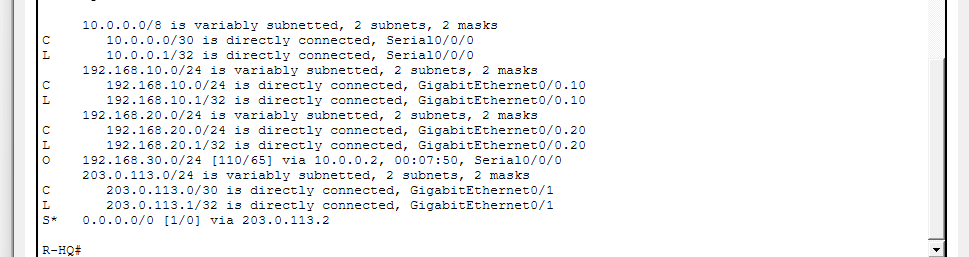 10.0.0.0/8 is variably subnetted, 2 subnets, 2 masks
C 10.0.0.0/30 is directly connected, Serial0/0/0
L 10.0.0.1/32 is directly connected, Serial0/0/0
192.168.10.0/24 is variably subnetted, 2 subnets, 2 masks
C 192.168.10.0/24 is directly connected, GigabitEthernet0/0.10
L 192.168.10.1/32 is directly connected, GigabitEthernet0/0.10
192.168.20.0/24 is variably subnetted, 2 subnets, 2 masks
C 192.168.20.0/24 is directly connected, GigabitEthernet0/0.20
L 192.168.20.1/32 is directly connected, GigabitEthernet0/0.20
O 192.168.30.0/24 [110/65] via 10.0.0.2, 00:07:50, Serial0/0/0
203.0.113.0/24 is variably subnetted, 2 subnets, 2 masks
C 203.0.113.0/30 is directly connected, GigabitEthernet0/1
L 203.0.113.1/32 is directly connected, GigabitEthernet0/1
S* 0.0.0.0/0 [1/0] via 203.0.113.2
R-HQ#